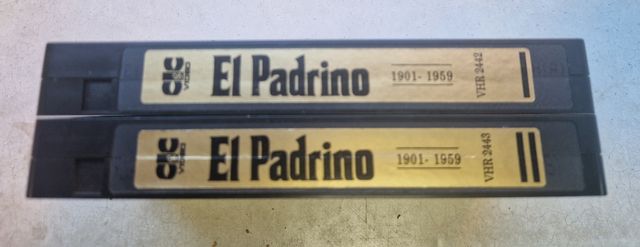 CIC VIDEO El Padrino 1901-1959 VHR 2442 I
CIC VIDEO El Padrino 1901-1959 VHR 2443 II